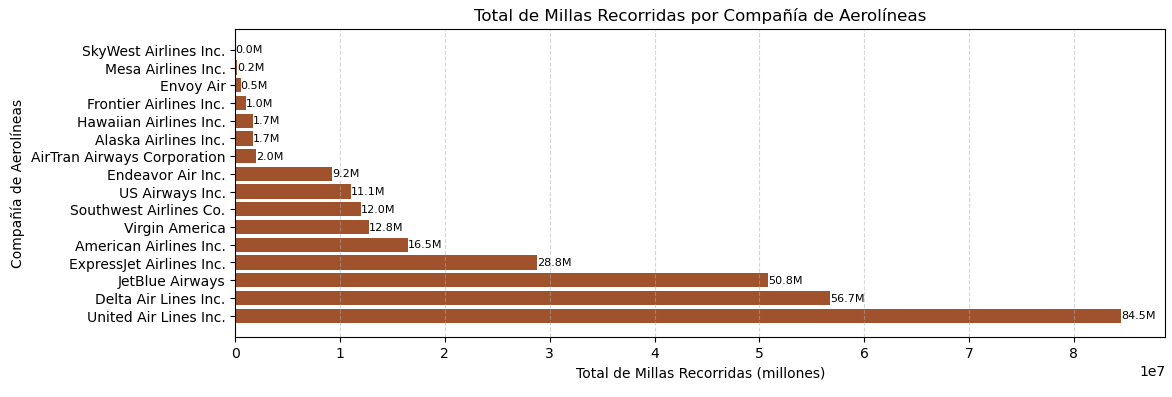 Total de Millas Recorridas por Compañía de Aerolíneas
Compañía de Aerolíneas
SkyWest Airlines Inc. 0.0M
Mesa Airlines Inc. 0.2M
Envoy Air 0.5M
Frontier Airlines Inc. 1.0M
Hawaiian Airlines Inc. 1.7M
Alaska Airlines Inc. 1.7M
AirTran Airways Corporation 2.0M
Endeavor Air Inc. 9.2M
US Airways Inc. 11.1M
Southwest Airlines Co. 12.0M
Virgin America 12.8M
American Airlines Inc. 16.5M
ExpressJet Airlines Inc. 28.8M
JetBlue Airways 50.8M
Delta Air Lines Inc. 56.7M
United Air Lines Inc. 84.5M
0 1 2 3 4 5 6 7 8
1e7
Total de Millas Recorridas (millones)